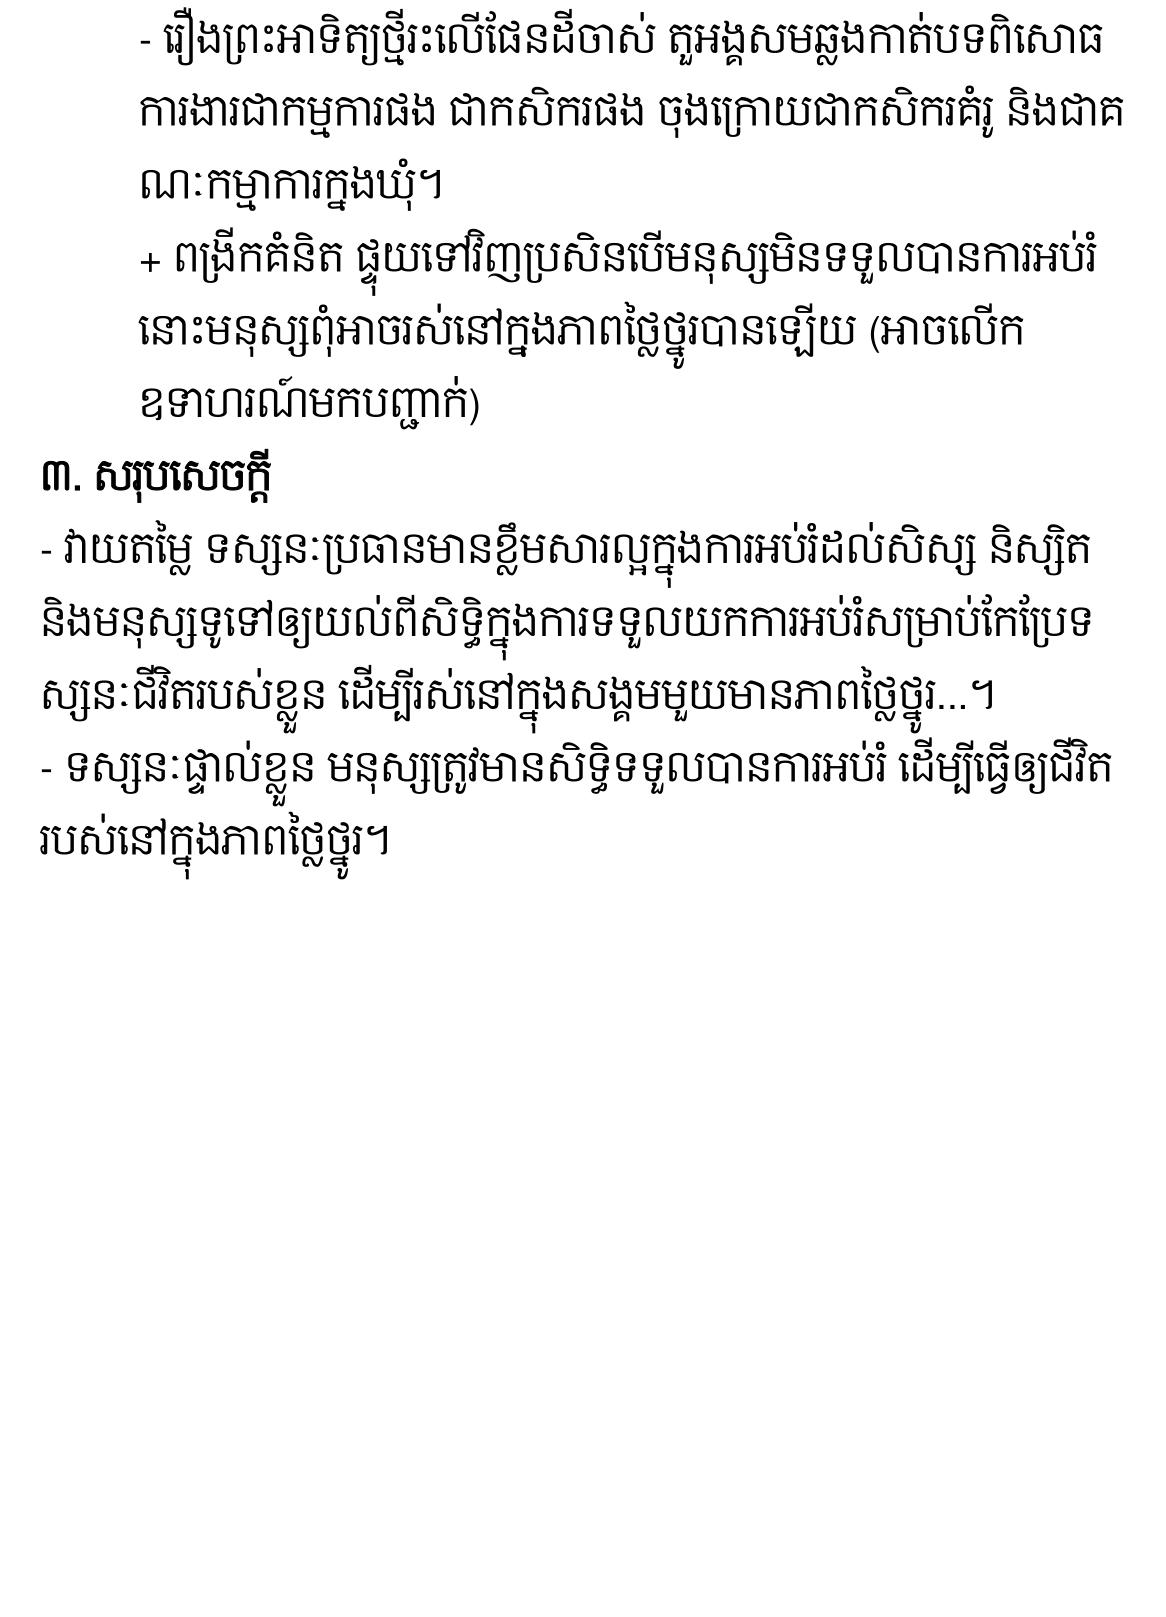 - រឿងព្រះអាទិត្យថ្មីរះលើផែនដីចាស់ តួអង្គសមឆ្លងកាត់បទពិសោធ
ការងារជាកម្មការផង ជាកសិករផង ចុងក្រោយជាកសិករគំរូ និងជាគ
ណៈកម្មាការក្នងឃុំ។
+ ពង្រីកគំនិត ផ្ទុយទៅវិញប្រសិនបើមនុស្សមិនទទួលបានការអប់រំ
នោះមនុស្សពុំអាចរស់នៅក្នងភាពថ្លៃថ្នូរបានឡើយ (អាចលើក
ឧទាហរណ៍មកបញ្ជាក់)
៣. សរុបសេចក្ដី
- វាយតម្លៃ ទស្សនៈប្រធានមានខ្លឹមសារល្អក្នុងការអប់រំដល់សិស្ស និស្សិត
និងមនុស្សទូទៅឲ្យយល់ពីសិទ្ធិក្នុងការទទួលយកការអប់រំសម្រាប់កែប្រែទ
ស្សនៈជីវិតរបស់ខ្លួន ដើម្បីរស់នៅក្នុងសង្គមមួយមានភាពថ្លៃថ្នូរ...។
- ទស្សនៈផ្ទាល់ខ្លួន មនុស្សត្រូវមានសិទ្ធិទទួលបានការអប់រំ ដើម្បីធ្វើឲ្យជីវិត
របស់នៅក្នុងភាពថ្លៃថ្នូរ។